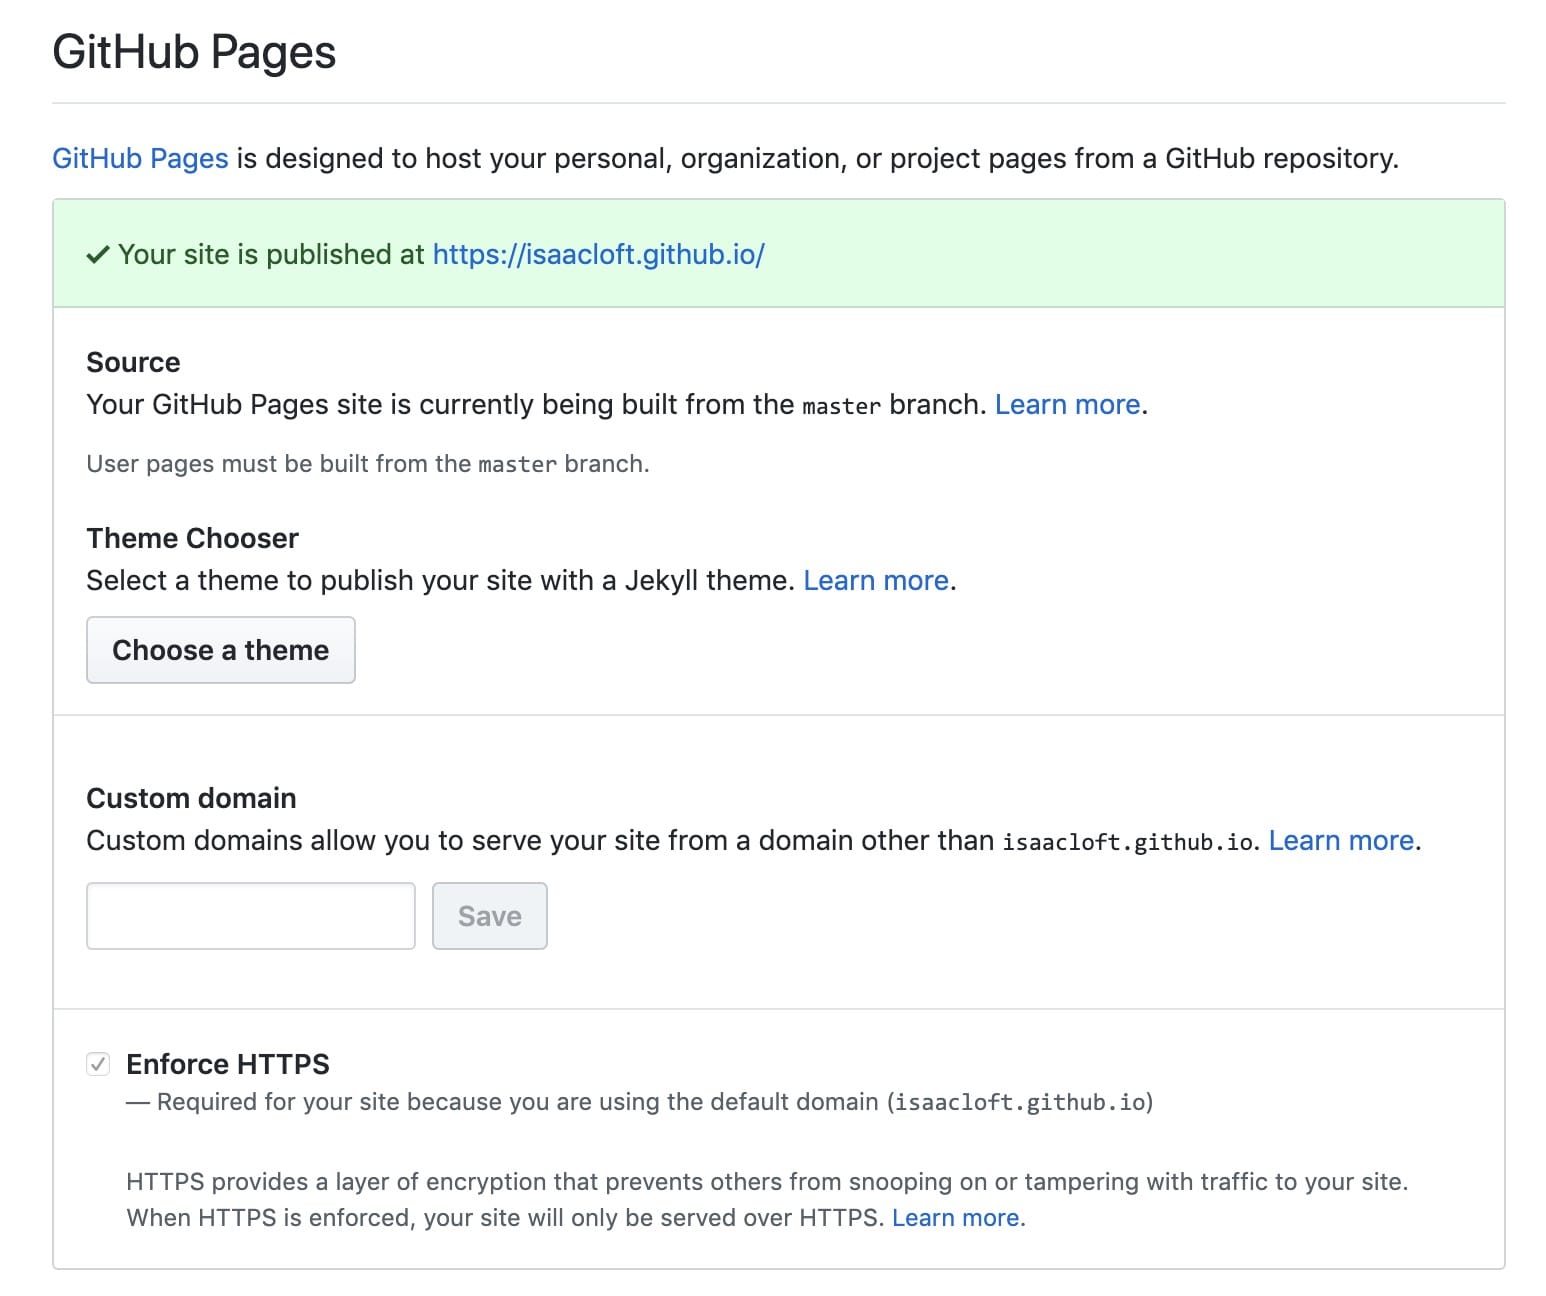 GitHub Pages
GitHub Pages is designed to host your personal, organization, or project pages from a GitHub repository.
Your site is published at https://isaacloft.github.io/
Source
Your GitHub Pages site is currently being built from the master branch. Learn more.
User pages must be built from the master branch.
Theme Chooser
Select a theme to publish your site with a Jekyll theme. Learn more.
Choose a theme
Custom domain
Custom domains allow you to serve your site from a domain other than isaacloft.github.io. Learn more.
Save
Enforce HTTPS
— Required for your site because you are using the default domain (isaacloft.github.io)
HTTPS provides a layer of encryption that prevents others from snooping on or tampering with traffic to your site.
When HTTPS is enforced, your site will only be served over HTTPS. Learn more.